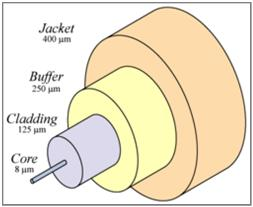 Jacket
400 µm
Buffer
250 µm
Cladding
125 µm
Core
8 µm